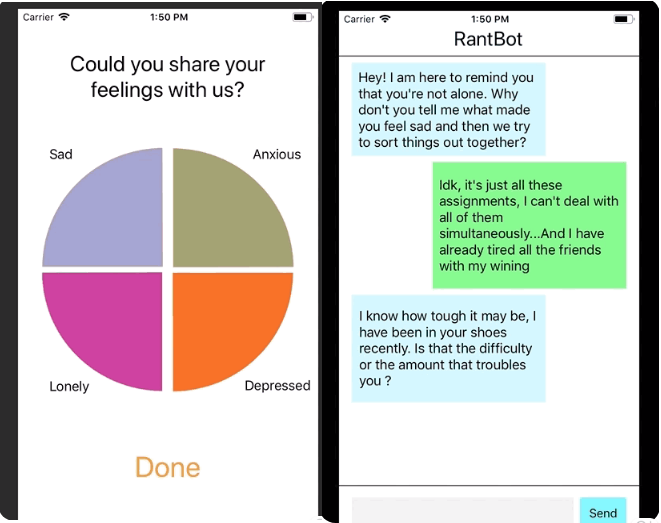 Carrier 1:50 PM
Could you share your
feelings with us?
Sad
Anxious
Lonely
Depressed
Done
Carrier 1:50 PM
RantBot
Hey! I am here to remind you
that you're not alone. Why
don't you tell me what made
you feel sad and then we try
to sort things out together?
Idk, it's just all these
assignments, I can't deal with
all of them
simultaneously...And I have
already tired all the friends
with my wining
I know how tough it may be, I
have been in your shoes
recently. Is that the difficulty
or the amount that troubles
you ?
Send